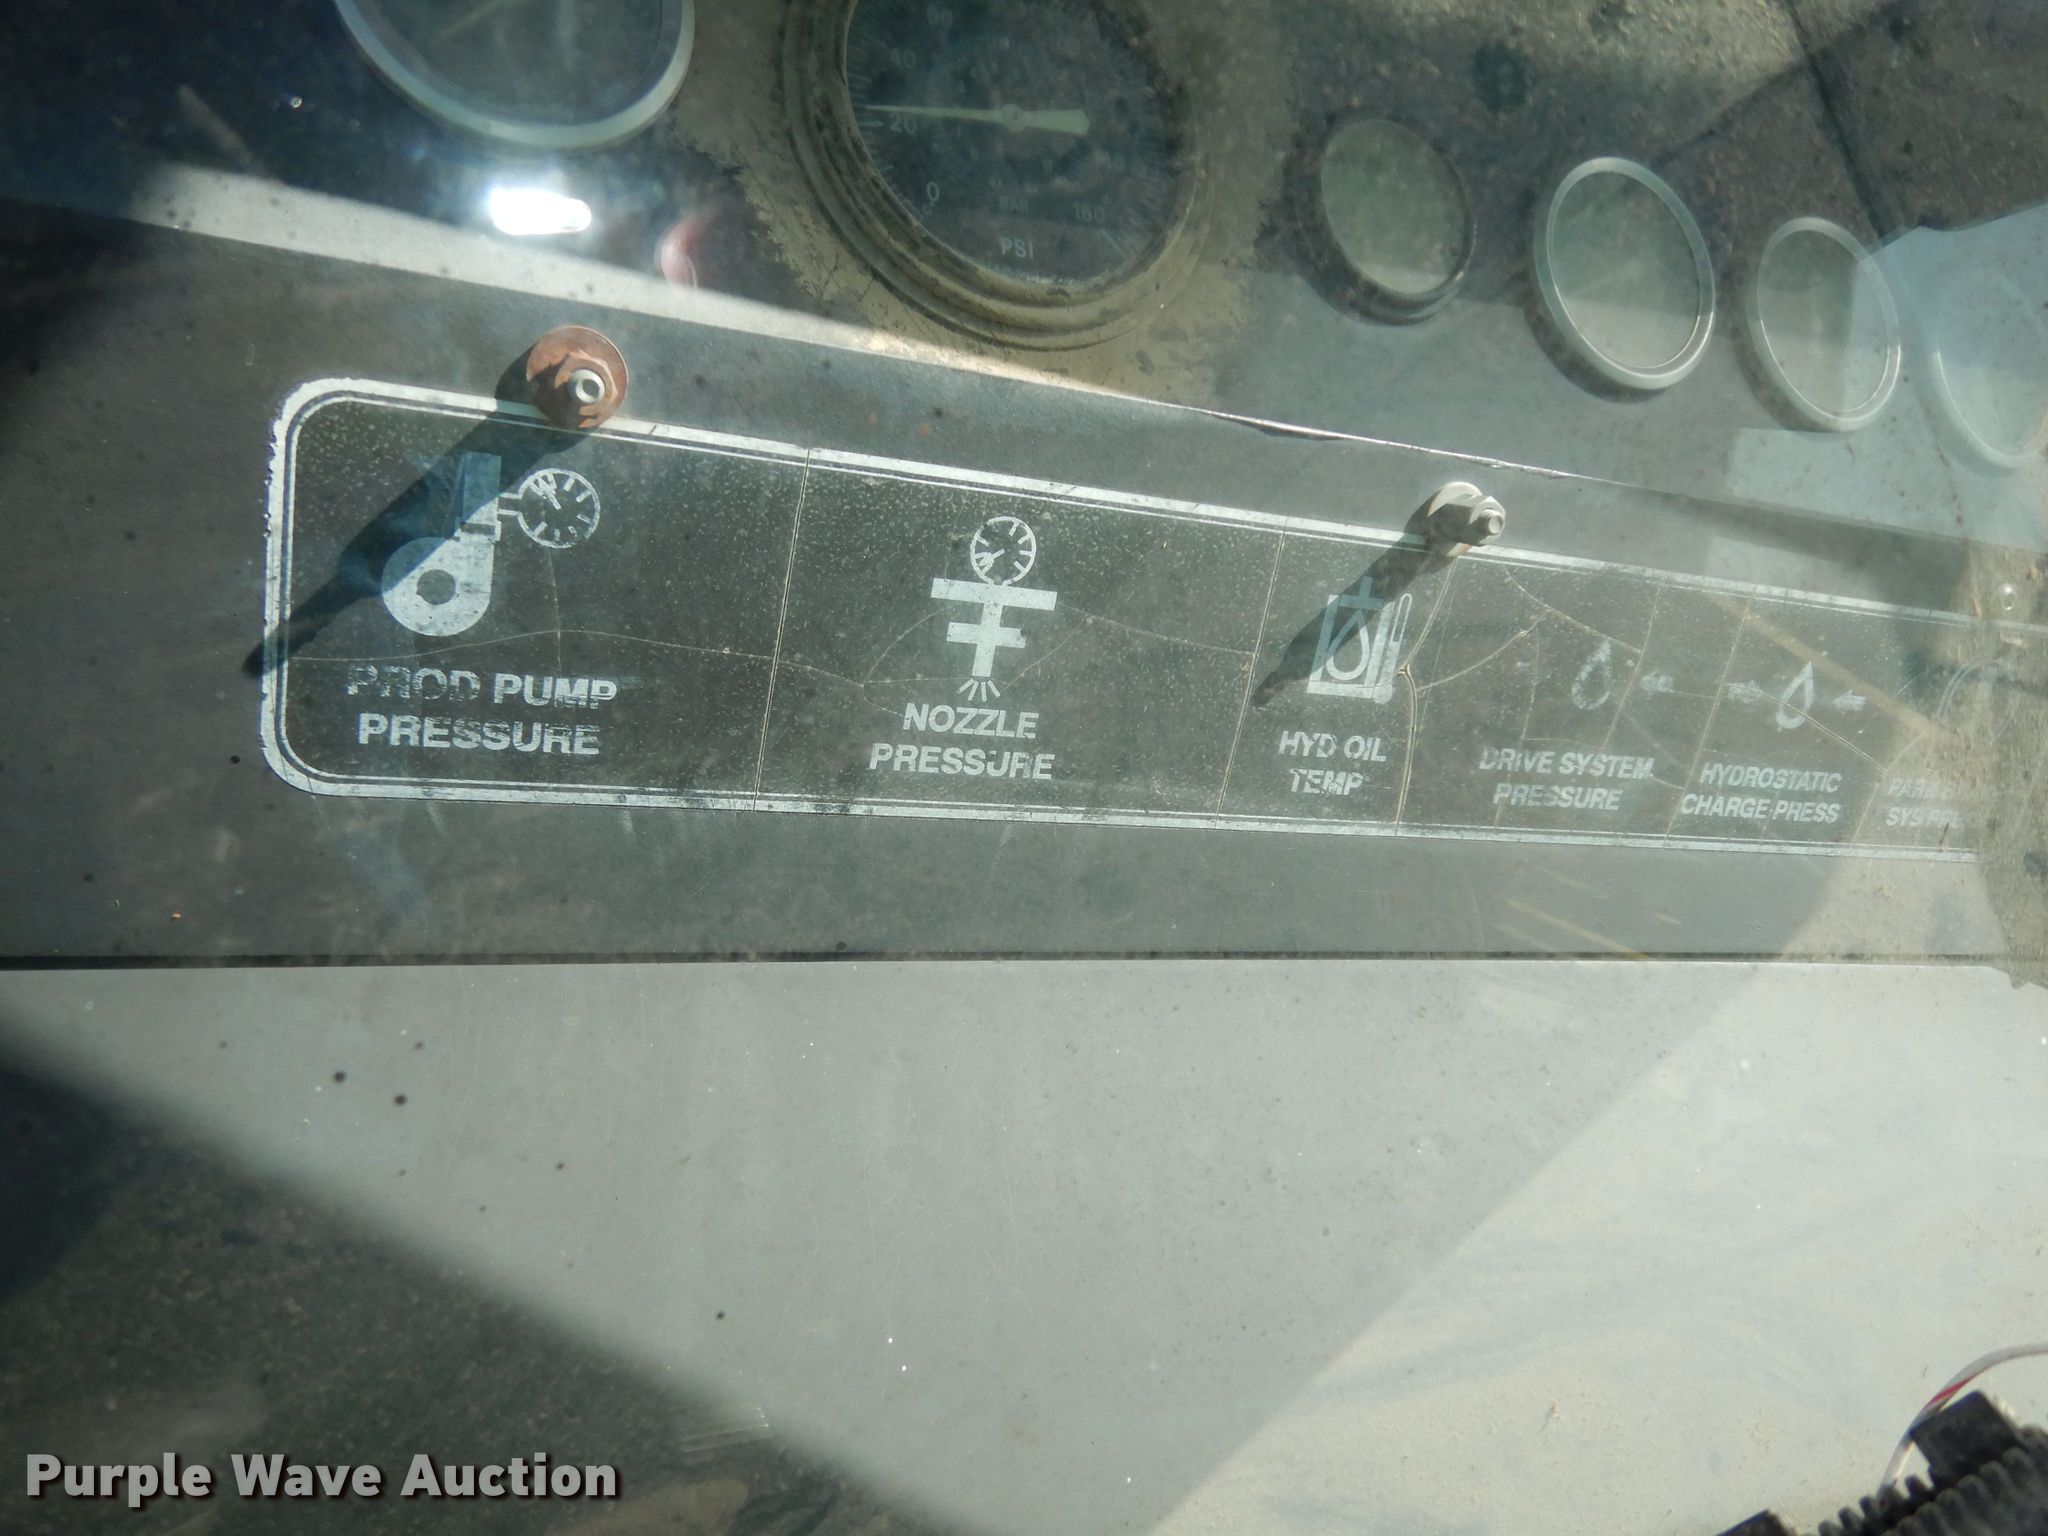 60
40
20
0
BAR
160
PSI
PROD PUMP
PRESSURE
NOZZLE
PRESSURE
HYD OIL
TEMP
DRIVE SYSTEM
PRESSURE
HYDROSTATIC
CHARGE PRESS
Purple Wave Auction